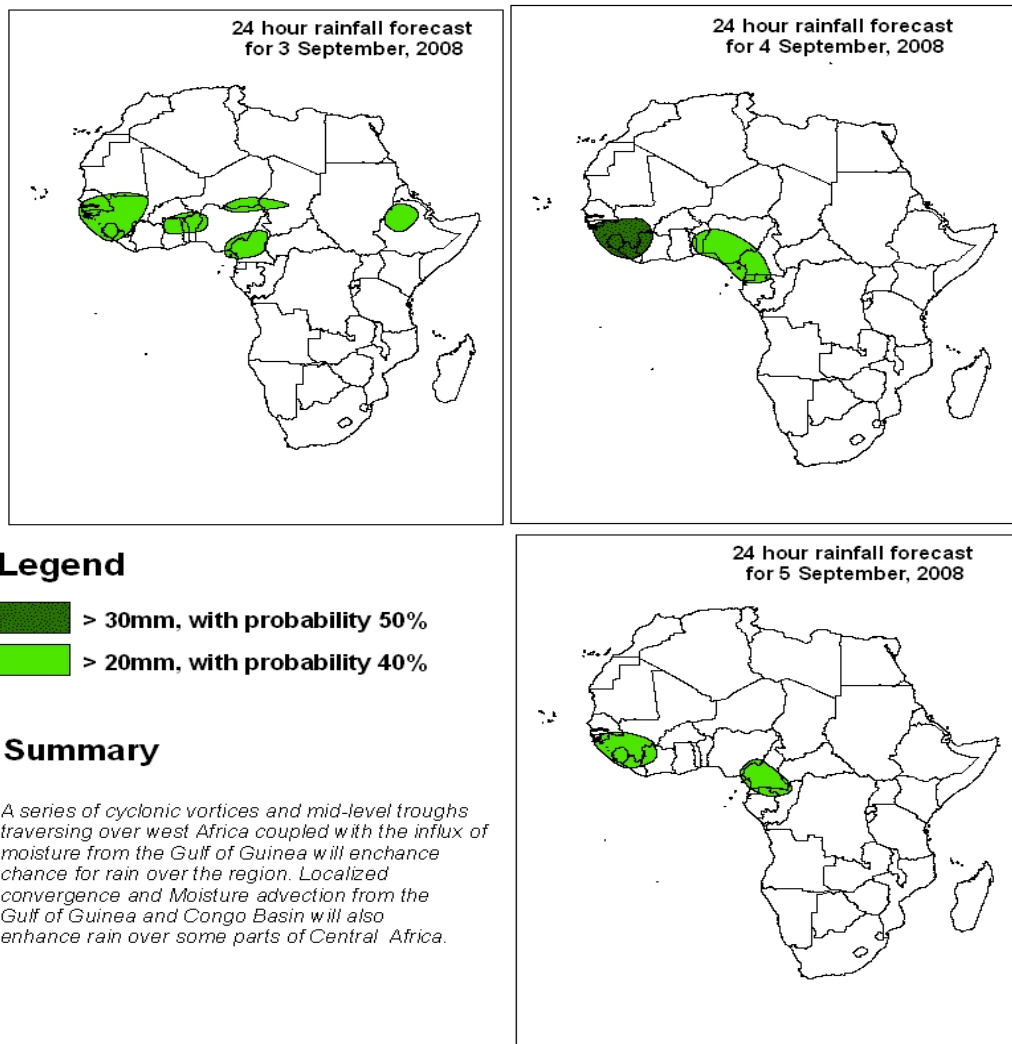 24 hour rainfall forecast
for 3 September, 2008
24 hour rainfall forecast
for 4 September, 2008
Legend
> 30mm, with probability 50%
> 20mm, with probability 40%
Summary
A series of cyclonic vortices and mid-level troughs
traversing over west Africa coupled with the influx of
moisture from the Gulf of Guinea will enchance
chance for rain over the region. Localized
convergence and Moisture advection from the
Gulf of Guinea and Congo Basin will also
enhance rain over some parts of Central Africa.
24 hour rainfall forecast
for 5 September, 2008